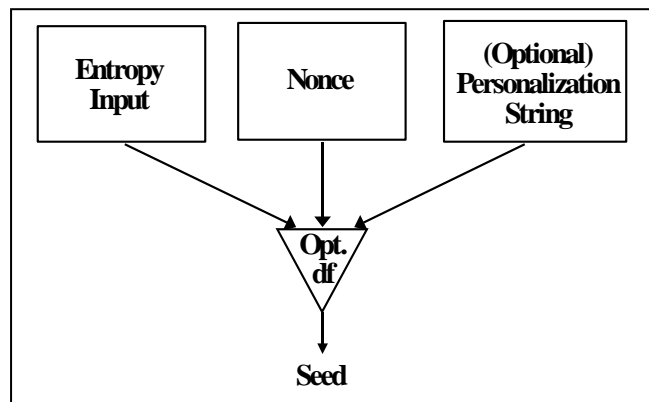 Entropy
Input
Nonce
(Optional)
Personalization
String
Opt.
df
Seed